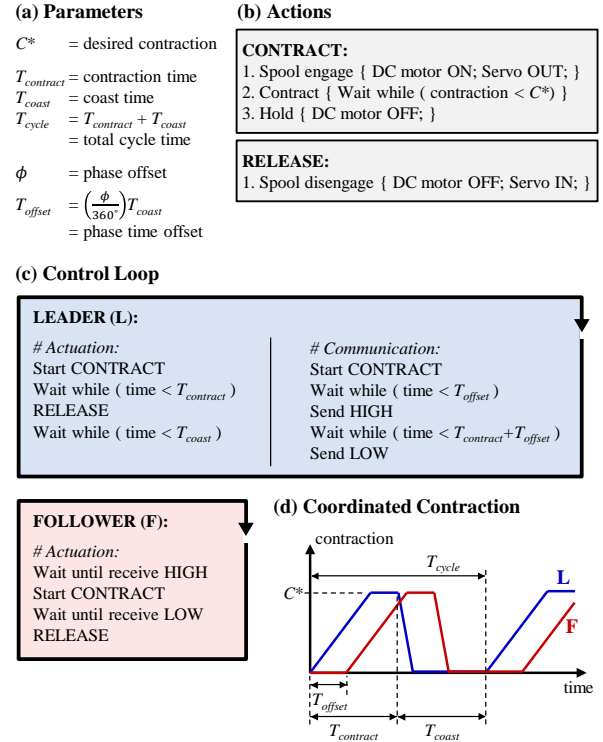 (a) Parameters
C* = desired contraction
T_contract = contraction time
T_coast = coast time
T_cycle = T_contract + T_coast
= total cycle time
ϕ = phase offset
T_offset = (ϕ/360°) T_coast
= phase time offset
(b) Actions
CONTRACT:
1. Spool engage { DC motor ON; Servo OUT; }
2. Contract { Wait while ( contraction < C*) }
3. Hold { DC motor OFF; }
RELEASE:
1. Spool disengage { DC motor OFF; Servo IN; }
(c) Control Loop
LEADER (L):
# Actuation:
Start CONTRACT
Wait while ( time < T_contract )
RELEASE
Wait while ( time < T_coast )
# Communication:
Start CONTRACT
Wait while ( time < T_offset )
Send HIGH
Wait while ( time < T_contract+T_offset )
Send LOW
FOLLOWER (F):
# Actuation:
Wait until receive HIGH
Start CONTRACT
Wait until receive LOW
RELEASE
(d) Coordinated Contraction
contraction
T_cycle
L
C*
F
time
T_offset
T_contract
T_coast